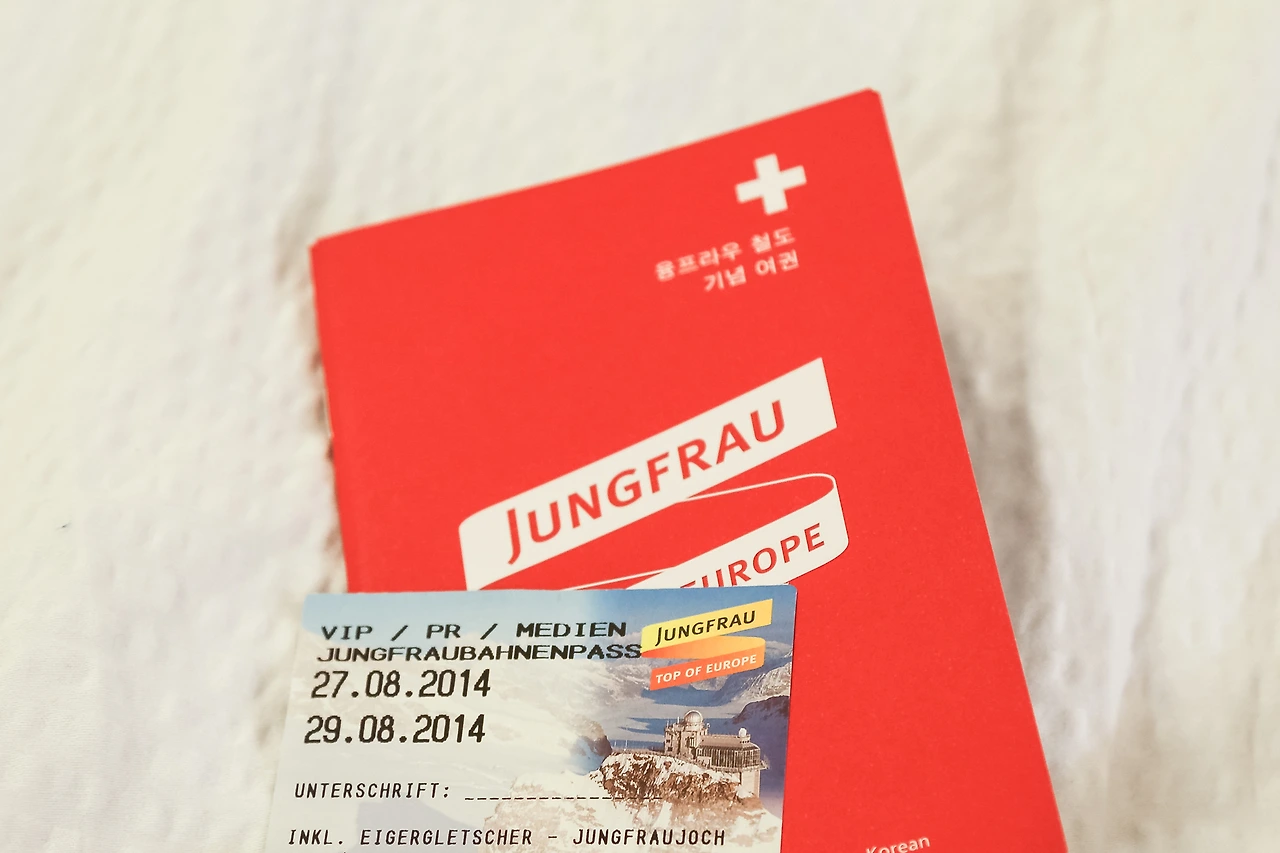 융프라우 철도
기념 여권
JUNGFRAU
EUROPE
VIP / PR / MEDIEN
JUNGFRAUBAHNENPASS
27.08.2014
29.08.2014
JUNGFRAU
TOP OF EUROPE
UNTERSCHRIFT: _______________
INKL. EIGERGLETSCHER - JUNGFRAUJOCH
Korean